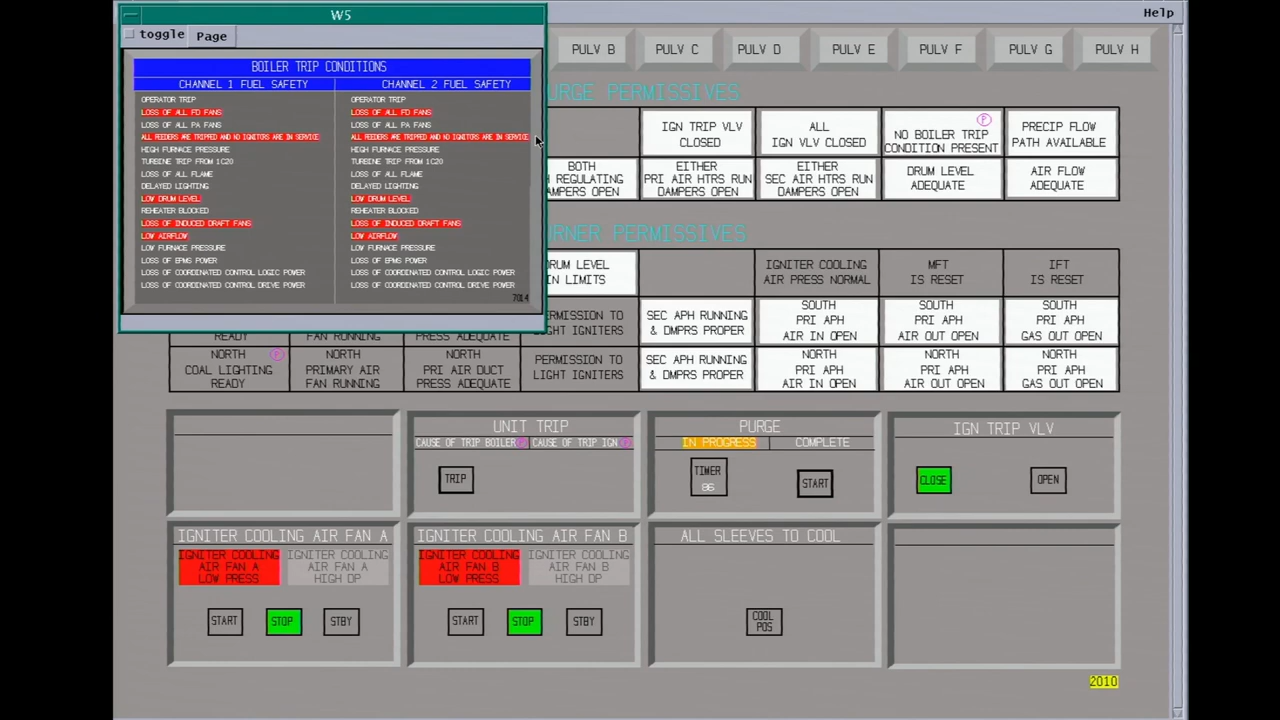 W5
Help
toggle
Page
PULV B
PULV C
PULV D
PULV E
PULV F
PULV G
PULV H
BOILER TRIP CONDITIONS
CHANNEL 1 FUEL SAFETY
OPERATOR TRIP
LOSS OF ALL FD FANS
LOSS OF ALL PA FANS
ALL FEEDERS ARE TRIPPED AND NO IGNITORS ARE IN SERVICE
HIGH FURNACE PRESSURE
TURBINE TRIP FROM 1C20
LOSS OF ALL FLAME
DELAYED LIGHTING
LOW DRUM LEVEL
REHEATER BLOCKED
LOSS OF INDUCED DRAFT FANS
LOW AIRFLOW
LOW FURNACE PRESSURE
LOSS OF EPMS POWER
LOSS OF COORDINATED CONTROL LOGIC POWER
LOSS OF COORDINATED CONTROL DRIVE POWER
CHANNEL 2 FUEL SAFETY
OPERATOR TRIP
LOSS OF ALL FD FANS
LOSS OF ALL PA FANS
ALL FEEDERS ARE TRIPPED AND NO IGNITORS ARE IN SERVICE
HIGH FURNACE PRESSURE
TURBINE TRIP FROM 1C20
LOSS OF ALL FLAME
DELAYED LIGHTING
LOW DRUM LEVEL
REHEATER BLOCKED
LOSS OF INDUCED DRAFT FANS
LOW AIRFLOW
LOW FURNACE PRESSURE
LOSS OF EPMS POWER
LOSS OF COORDINATED CONTROL LOGIC POWER
LOSS OF COORDINATED CONTROL DRIVE POWER
7014
URGE PERMISSIVES
IGN TRIP VLV
CLOSED
ALL
IGN VLV CLOSED
P
NO BOILER TRIP
CONDITION PRESENT
PRECIP FLOW
PATH AVAILABLE
BOTH
REGULATING
DAMPERS OPEN
EITHER
PRI AIR HTRS RUN
DAMPERS OPEN
EITHER
SEC AIR HTRS RUN
DAMPERS OPEN
DRUM LEVEL
ADEQUATE
AIR FLOW
ADEQUATE
RNER PERMISSIVES
DRUM LEVEL
IN LIMITS
IGNITER COOLING
AIR PRESS NORMAL
MFT
IS RESET
IFT
IS RESET
READY
FAN RUNNING
PRESS ADEQUATE
PERMISSION TO
LIGHT IGNITERS
SEC APH RUNNING
& DMPRS PROPER
SOUTH
PRI APH
AIR IN OPEN
SOUTH
PRI APH
AIR OUT OPEN
SOUTH
PRI APH
GAS OUT OPEN
NORTH
COAL LIGHTING
READY
P
NORTH
PRIMARY AIR
FAN RUNNING
NORTH
PRI AIR DUCT
PRESS ADEQUATE
PERMISSION TO
LIGHT IGNITERS
SEC APH RUNNING
& DMPRS PROPER
NORTH
PRI APH
AIR IN OPEN
NORTH
PRI APH
AIR OUT OPEN
NORTH
PRI APH
GAS OUT OPEN
UNIT TRIP
CAUSE OF TRIP BOILER P
CAUSE OF TRIP IGN P
TRIP
PURGE
IN PROGRESS
COMPLETE
TIMER
86
START
IGN TRIP VLV
CLOSE
OPEN
IGNITER COOLING AIR FAN A
IGNITER COOLING
AIR FAN A
LOW PRESS
IGNITER COOLING
AIR FAN A
HIGH DP
START
STOP
STBY
IGNITER COOLING AIR FAN B
IGNITER COOLING
AIR FAN B
LOW PRESS
IGNITER COOLING
AIR FAN B
HIGH DP
START
STOP
STBY
ALL SLEEVES TO COOL
COOL
POS
2010